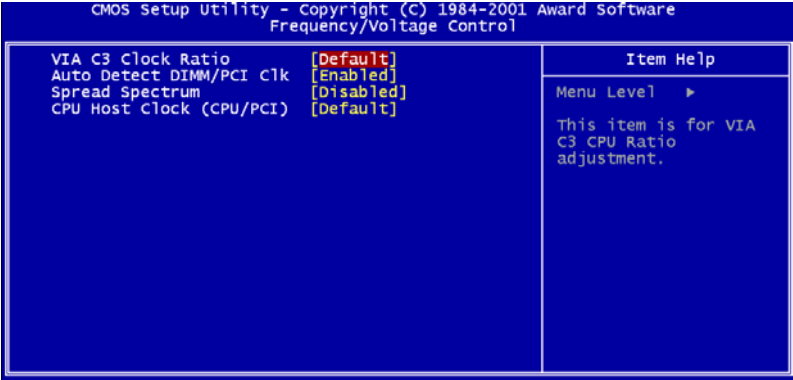 CMOS Setup Utility - Copyright (C) 1984-2001 Award Software
Frequency/Voltage Control
VIA C3 Clock Ratio [Default]
Auto Detect DIMM/PCI Clk [Enabled]
Spread Spectrum [Disabled]
CPU Host Clock (CPU/PCI) [Default]
Item Help
Menu Level ▶
This item is for VIA
C3 CPU Ratio
adjustment.